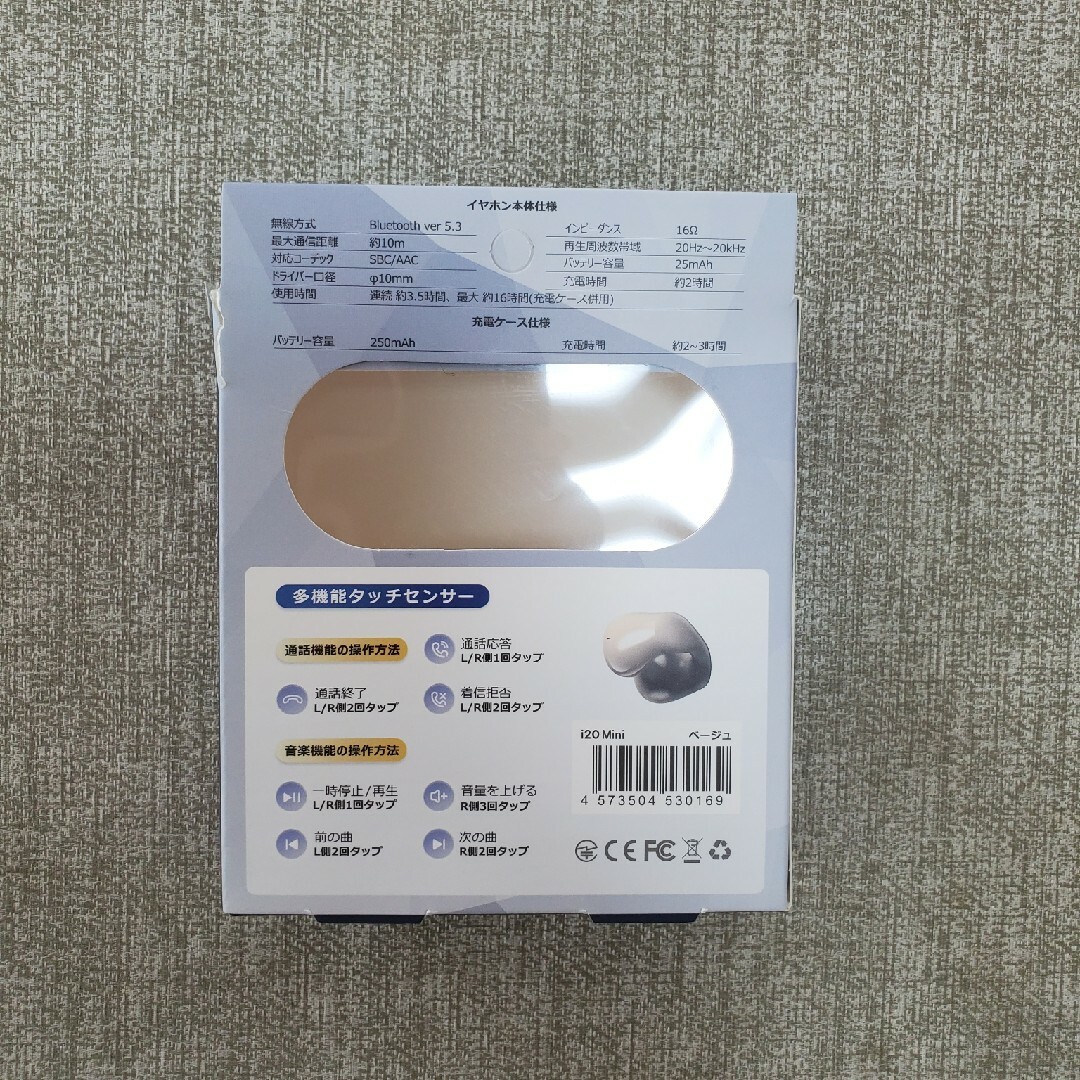 イヤホン本体仕様
無線方式 Bluetooth ver 5.3
最大通信距離 約10m
対応コーデック SBC/AAC
ドライバー口径 φ10mm
使用時間 連続 約3.5時間、最大 約16時間(充電ケース併用)
インピーダンス 16Ω
再生周波数帯域 20Hz~20kHz
バッテリー容量 25mAh
充電時間 約2時間
充電ケース仕様
バッテリー容量 250mAh 充電時間 約2~3時間
多機能タッチセンサー
通話機能の操作方法
通話応答
L/R側1回タップ
通話終了
L/R側2回タップ
着信拒否
L/R側2回タップ
音楽機能の操作方法
一時停止/再生
L/R側1回タップ
音量を上げる
R側3回タップ
前の曲
L側2回タップ
次の曲
R側2回タップ
i20 Mini ベージュ
4 573504 530169
CE FC